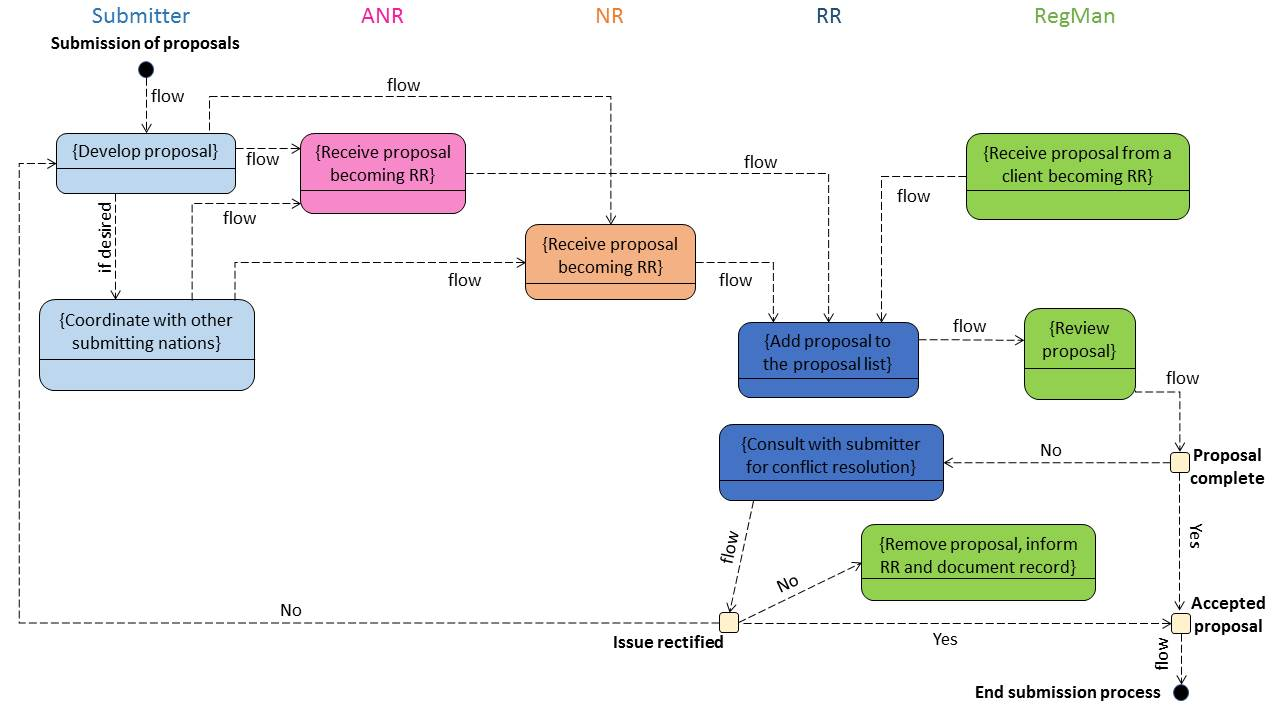 Submitter
ANR
NR
RR
RegMan
Submission of proposals
flow
flow
{Develop proposal}
flow
{Receive proposal
becoming RR}
flow
{Receive proposal from a
client becoming RR}
flow
if desired
flow
{Receive proposal
becoming RR}
flow
flow
{Coordinate with other
submitting nations}
{Add proposal to
the proposal list}
flow
{Review
proposal}
flow
{Consult with submitter
for conflict resolution}
No
Proposal
complete
flow
Yes
{Remove proposal, inform
RR and document record}
No
No
Issue rectified
Yes
Accepted
proposal
flow
End submission process